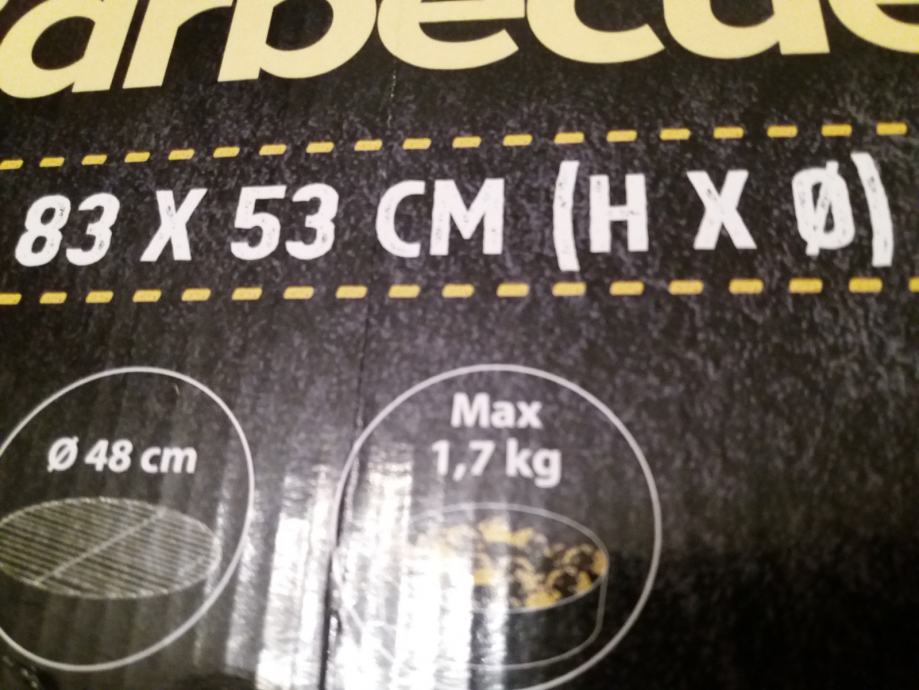 arbecue
83 X 53 CM (H X Ø)
Ø 48 cm
Max
1,7 kg